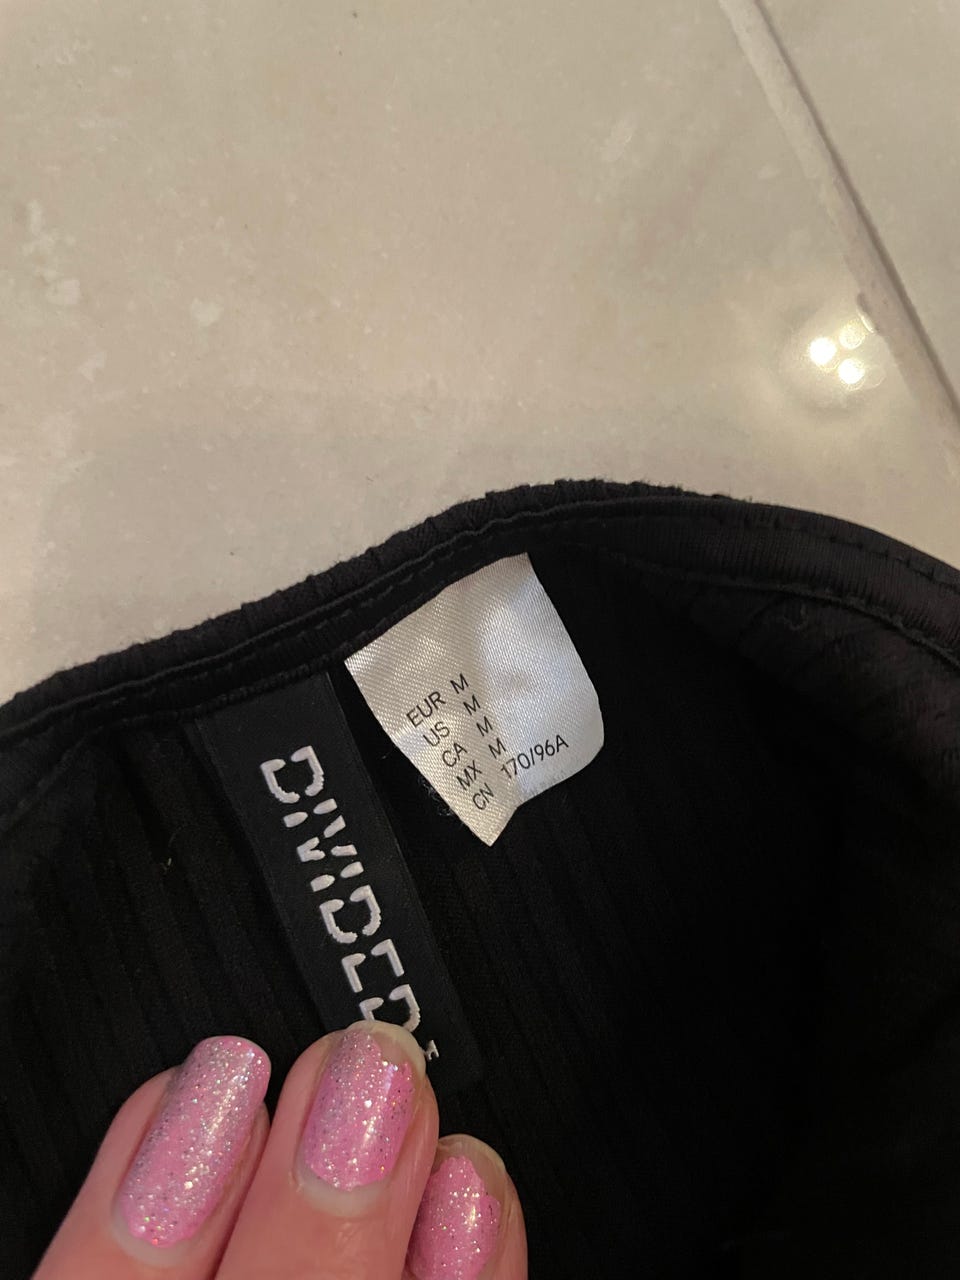 DIVIDED
EUR M
US M
CA M
MX M
CN 170/96A